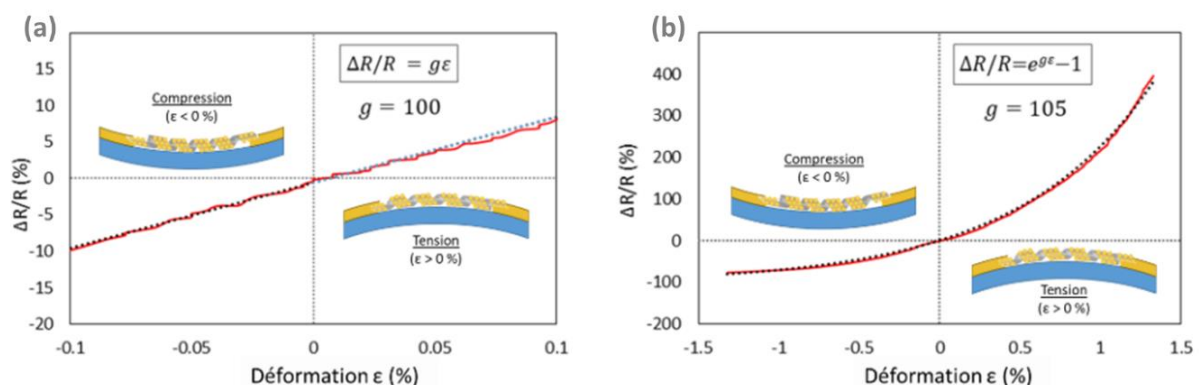 (a)
ΔR/R (%)
15
10
5
0
-5
-10
-15
-20
-0.1
-0.05
0
0.05
0.1
Déformation ε (%)
ΔR/R = gε
g = 100
Compression
(ε < 0 %)
Tension
(ε > 0 %)
(b)
ΔR/R (%)
400
300
200
100
0
-100
-200
-1.5
-1
-0.5
0
0.5
1
1.5
Déformation ε (%)
ΔR/R=e^{gε}−1
g = 105
Compression
(ε < 0 %)
Tension
(ε > 0 %)